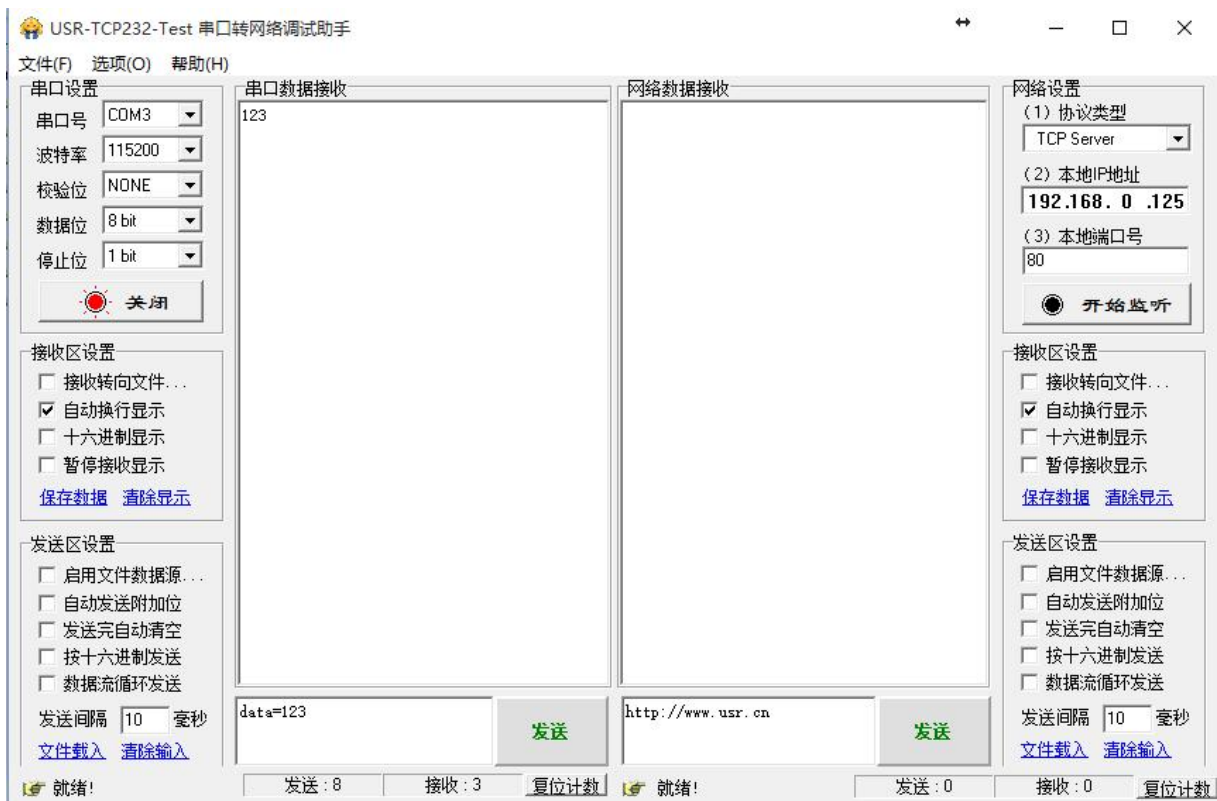 USR-TCP232-Test 串口转网络调试助手
文件(F) 选项(O) 帮助(H)
串口设置
串口号 COM3
波特率 115200
校验位 NONE
数据位 8 bit
停止位 1 bit
关闭
接收区设置
接收转向文件...
自动换行显示
十六进制显示
暂停接收显示
保存数据 清除显示
发送区设置
启用文件数据源...
自动发送附加位
发送完自动清空
按十六进制发送
数据流循环发送
发送间隔 10 毫秒
文件载入 清除输入
串口数据接收
123
data=123
发送
网络数据接收
http://www.usr.cn
发送
网络设置
(1) 协议类型
TCP Server
(2) 本地IP地址
192.168. 0 .125
(3) 本地端口号
80
开始监听
接收区设置
接收转向文件...
自动换行显示
十六进制显示
暂停接收显示
保存数据 清除显示
发送区设置
启用文件数据源...
自动发送附加位
发送完自动清空
按十六进制发送
数据流循环发送
发送间隔 10 毫秒
文件载入 清除输入
就绪! 发送:8 接收:3 复位计数 就绪! 发送:0 接收:0 复位计数